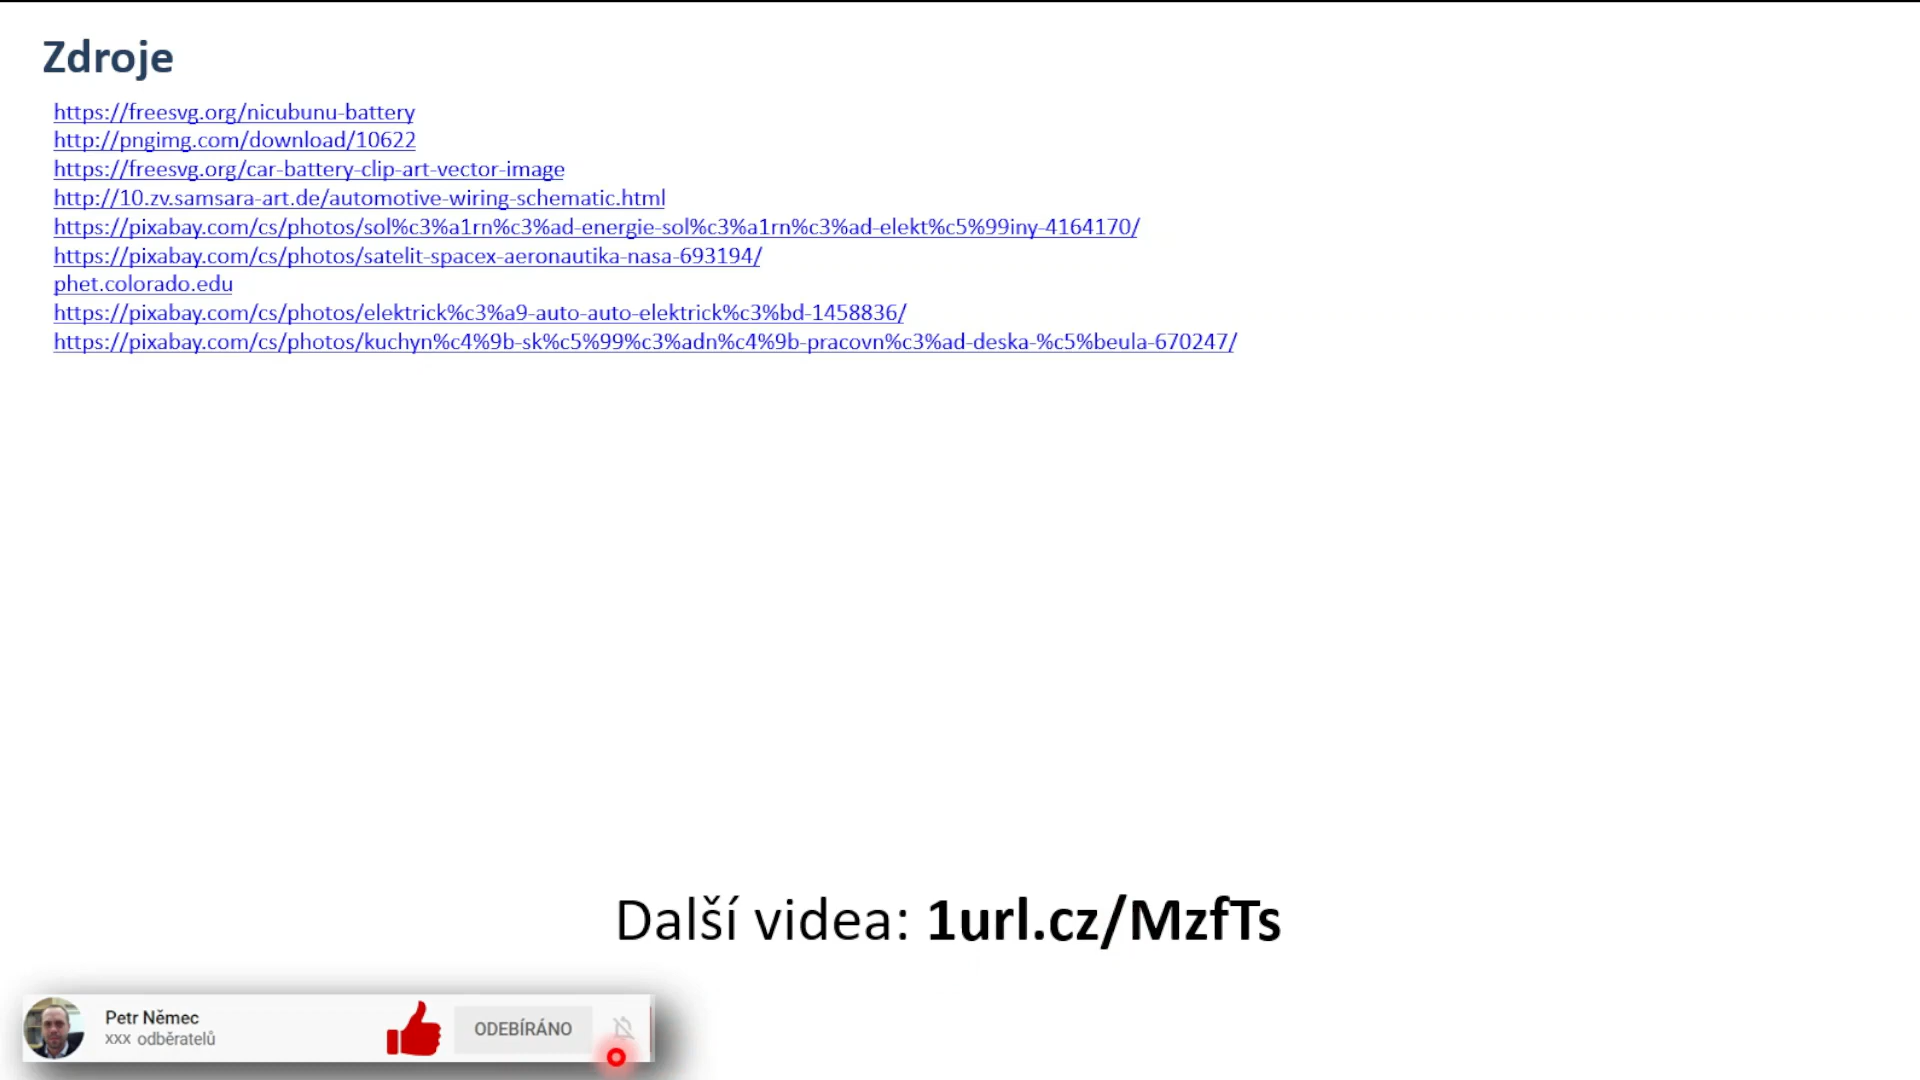 Zdroje
https://freesvg.org/nicubunu-battery
http://pngimg.com/download/10622
https://freesvg.org/car-battery-clip-art-vector-image
http://10.zv.samsara-art.de/automotive-wiring-schematic.html
https://pixabay.com/cs/photos/sol%c3%a1rn%c3%ad-energie-sol%c3%a1rn%c3%ad-elekt%c5%99iny-4164170/
https://pixabay.com/cs/photos/satelit-spacex-aeronautika-nasa-693194/
phet.colorado.edu
https://pixabay.com/cs/photos/elektrick%c3%a9-auto-auto-elektrick%c3%bd-1458836/
https://pixabay.com/cs/photos/kuchyn%c4%9b-sk%c5%99%c3%adn%c4%9b-pracovn%c3%ad-deska-%c5%beula-670247/
Další videa: 1url.cz/MzfTs
Petr Němec
xxx odběratelů
ODEBÍRÁNO